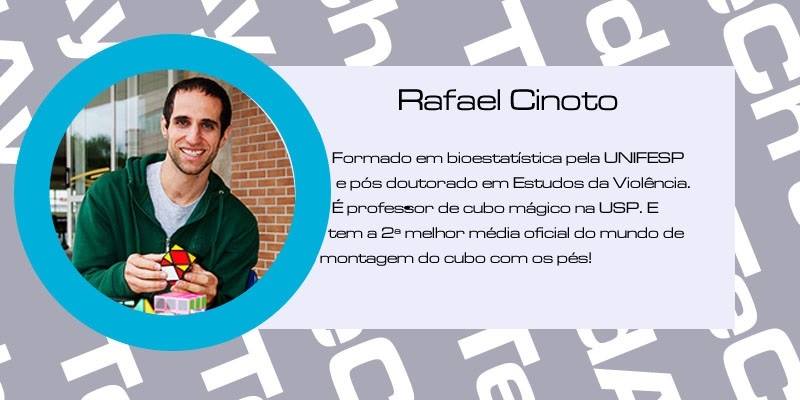 Rafael Cinoto
Formado em bioestatística pela UNIFESP
e pós doutorado em Estudos da Violência.
É professor de cubo mágico na USP. E
tem a 2ª melhor média oficial do mundo de
montagem do cubo com os pés!